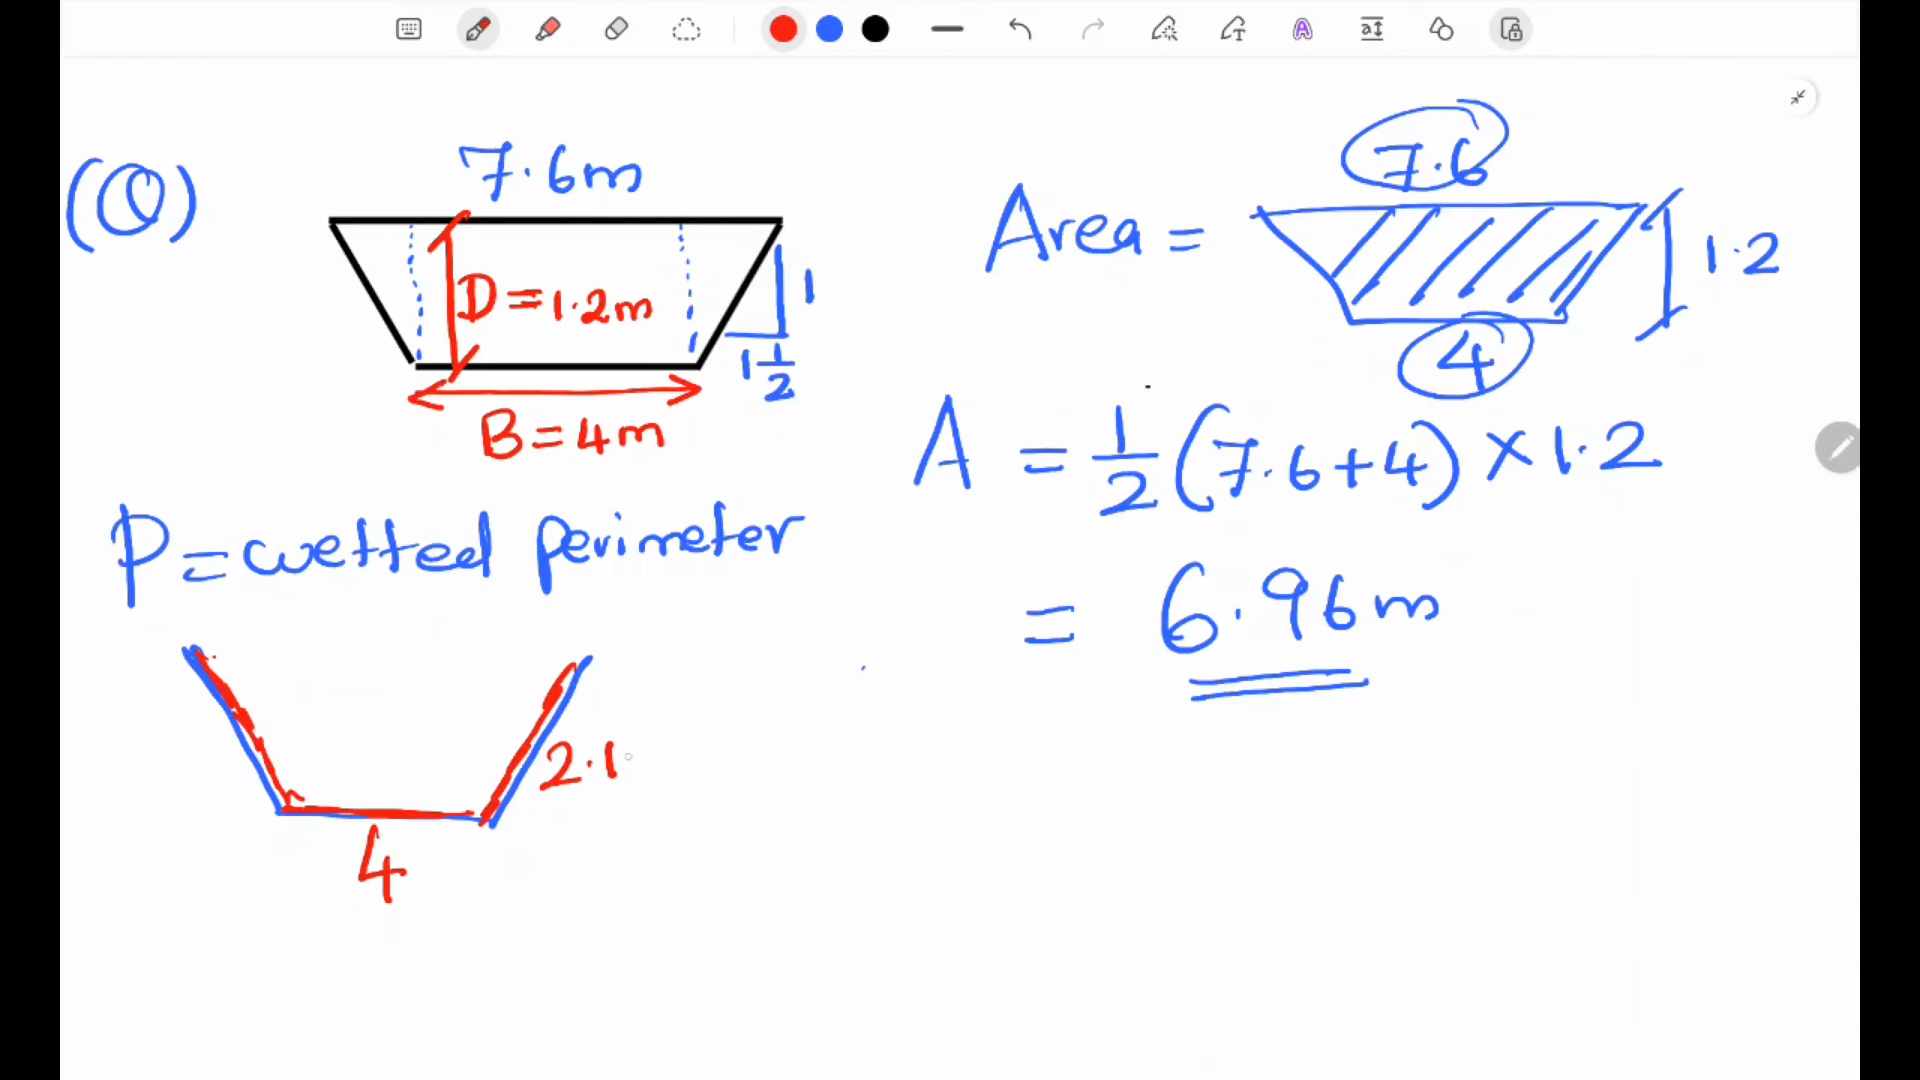 (Q)
7.6m
D=1.2m
1
1 1/2
B=4m
P=wetted perimeter
2.1
4
Area =
7.6
1.2
4
A = 1/2 (7.6+4) ×1.2
= 6.96m